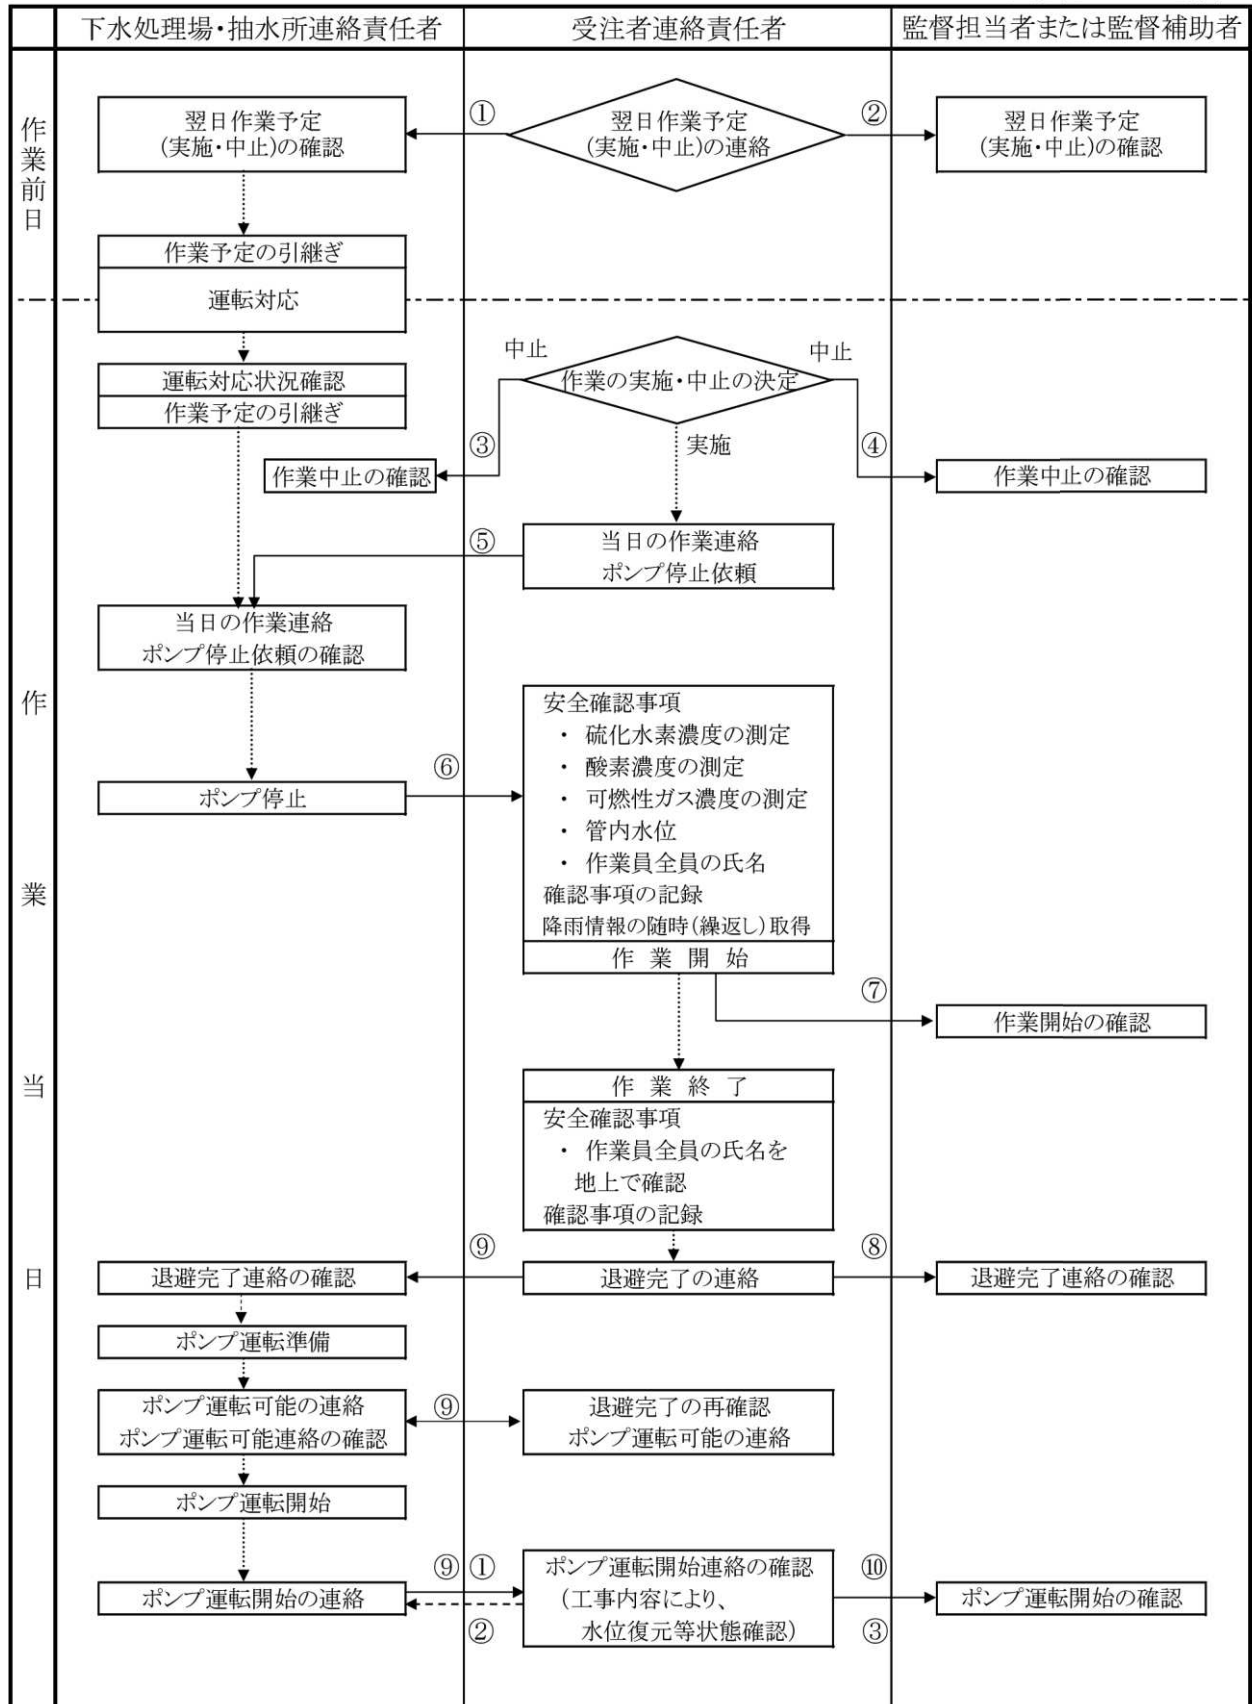 下水処理場・抽水所連絡責任者
受注者連絡責任者
監督担当者または監督補助者
作業前日
翌日作業予定
(実施・中止)の確認
①
翌日作業予定
(実施・中止)の連絡
②
翌日作業予定
(実施・中止)の確認
作業予定の引継ぎ
運転対応
作業当日
運転対応状況確認
作業予定の引継ぎ
中止
作業の実施・中止の決定
中止
③
実施
④
作業中止の確認
作業中止の確認
⑤
当日の作業連絡
ポンプ停止依頼
当日の作業連絡
ポンプ停止依頼の確認
ポンプ停止
⑥
安全確認事項
・ 硫化水素濃度の測定
・ 酸素濃度の測定
・ 可燃性ガス濃度の測定
・ 管内水位
・ 作業員全員の氏名
確認事項の記録
降雨情報の随時(繰返し)取得
作 業 開 始
⑦
作業開始の確認
作 業 終 了
安全確認事項
・ 作業員全員の氏名を
地上で確認
確認事項の記録
退避完了連絡の確認
⑨
退避完了の連絡
⑧
退避完了連絡の確認
ポンプ運転準備
ポンプ運転可能の連絡
ポンプ運転可能連絡の確認
⑨
退避完了の再確認
ポンプ運転可能の連絡
ポンプ運転開始
ポンプ運転開始の連絡
⑨ ①
②
ポンプ運転開始連絡の確認
(工事内容により、
水位復元等状態確認)
⑩
③
ポンプ運転開始の確認